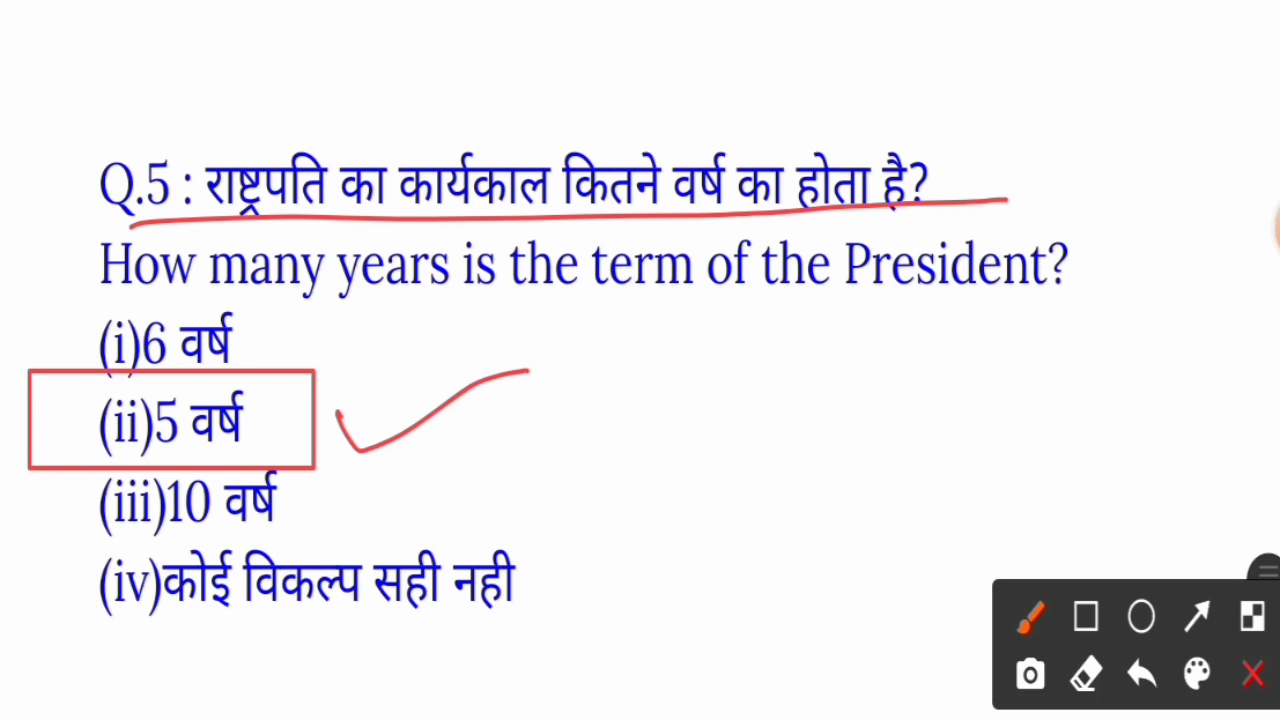 Q.5 : राष्ट्रपति का कार्यकाल कितने वर्ष का होता है?
How many years is the term of the President?
(i)6 वर्ष
(ii)5 वर्ष
(iii)10 वर्ष
(iv)कोई विकल्प सही नही